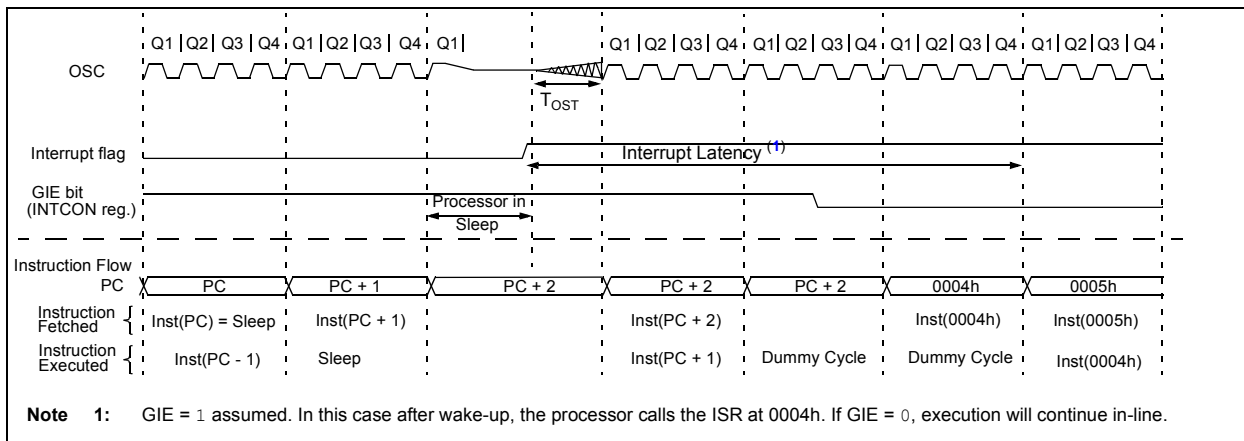 Q1 | Q2 | Q3 | Q4 Q1 | Q2 | Q3 | Q4 Q1 | Q1 | Q2 | Q3 | Q4 Q1 | Q2 | Q3 | Q4 Q1 | Q2 | Q3 | Q4 Q1 | Q2 | Q3 | Q4
OSC
TOST
Interrupt flag
Interrupt Latency (1)
GIE bit
(INTCON reg.)
Processor in
Sleep
Instruction Flow
PC PC PC + 1 PC + 2 PC + 2 PC + 2 0004h 0005h
Instruction
Fetched { Inst(PC) = Sleep Inst(PC + 1) Inst(PC + 2) Inst(0004h) Inst(0005h)
Instruction
Executed { Inst(PC - 1) Sleep Inst(PC + 1) Dummy Cycle Dummy Cycle Inst(0004h)
Note 1: GIE = 1 assumed. In this case after wake-up, the processor calls the ISR at 0004h. If GIE = 0, execution will continue in-line.